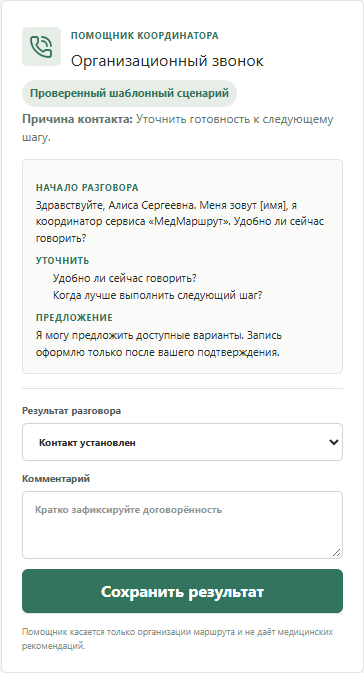 ПОМОЩНИК КООРДИНАТОРА
Организационный звонок
Проверенный шаблонный сценарий
Причина контакта: Уточнить готовность к следующему
шагу.
НАЧАЛО РАЗГОВОРА
Здравствуйте, Алиса Сергеевна. Меня зовут [имя], я
координатор сервиса «МедМаршрут». Удобно ли сейчас
говорить?
УТОЧНИТЬ
Удобно ли сейчас говорить?
Когда лучше выполнить следующий шаг?
ПРЕДЛОЖЕНИЕ
Я могу предложить доступные варианты. Запись
оформлю только после вашего подтверждения.
Результат разговора
Контакт установлен
Комментарий
Кратко зафиксируйте договорённость
Сохранить результат
Помощник касается только организации маршрута и не даёт медицинских
рекомендаций.